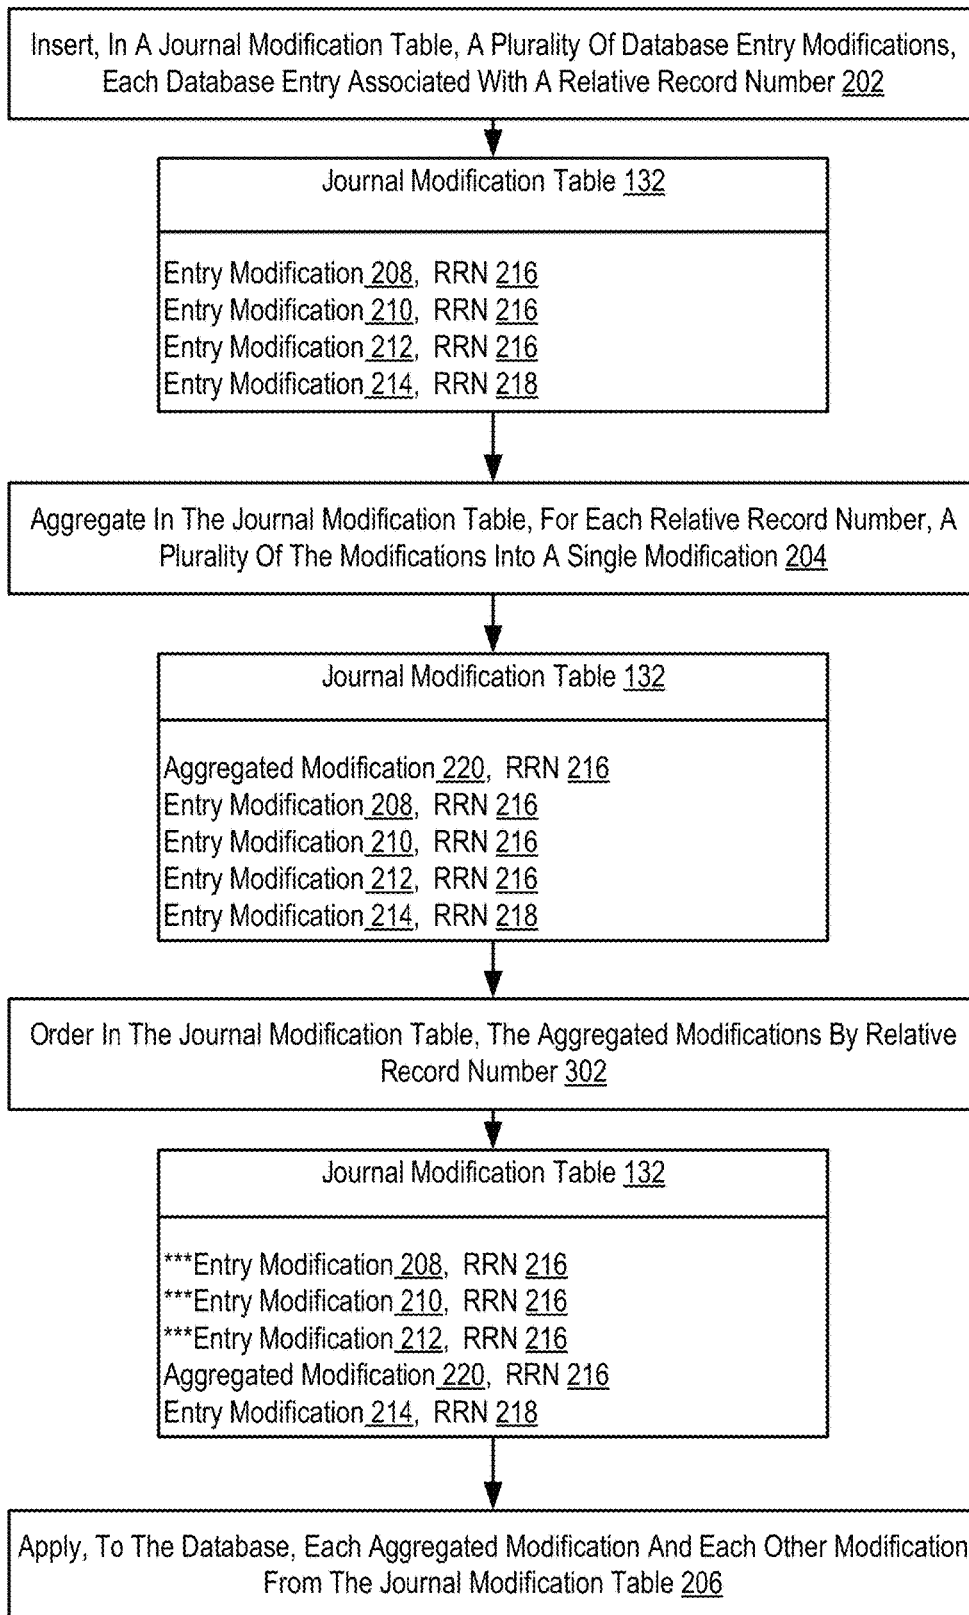 Insert, In A Journal Modification Table, A Plurality Of Database Entry Modifications,
Each Database Entry Associated With A Relative Record Number 202
Journal Modification Table 132
Entry Modification 208, RRN 216
Entry Modification 210, RRN 216
Entry Modification 212, RRN 216
Entry Modification 214, RRN 218
Aggregate In The Journal Modification Table, For Each Relative Record Number, A
Plurality Of The Modifications Into A Single Modification 204
Journal Modification Table 132
Aggregated Modification 220, RRN 216
Entry Modification 208, RRN 216
Entry Modification 210, RRN 216
Entry Modification 212, RRN 216
Entry Modification 214, RRN 218
Order In The Journal Modification Table, The Aggregated Modifications By Relative
Record Number 302
Journal Modification Table 132
***Entry Modification 208, RRN 216
***Entry Modification 210, RRN 216
***Entry Modification 212, RRN 216
Aggregated Modification 220, RRN 216
Entry Modification 214, RRN 218
Apply, To The Database, Each Aggregated Modification And Each Other Modification
From The Journal Modification Table 206